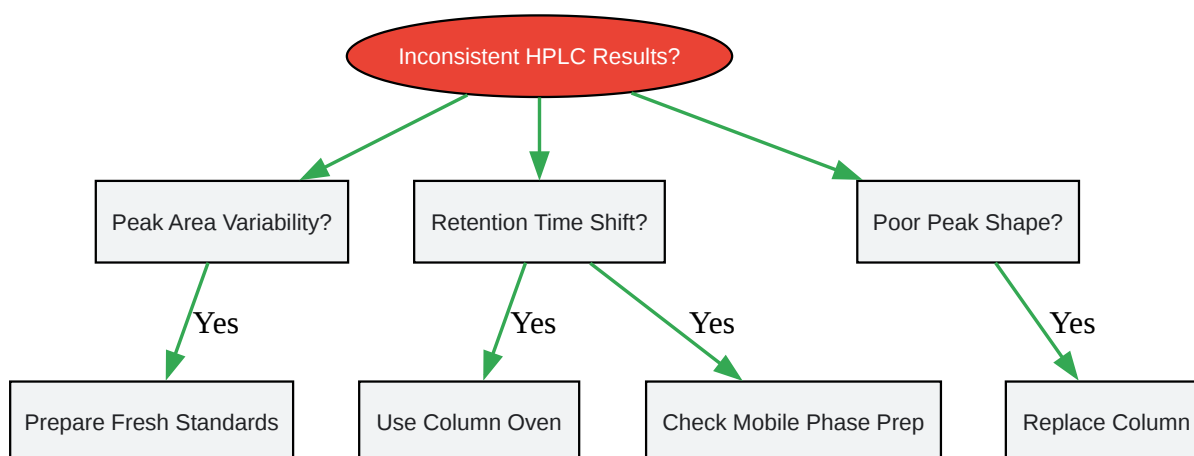 Inconsistent HPLC Results?
Peak Area Variability?
Retention Time Shift?
Poor Peak Shape?
Yes
Yes
Yes
Yes
Prepare Fresh Standards
Use Column Oven
Check Mobile Phase Prep
Replace Column